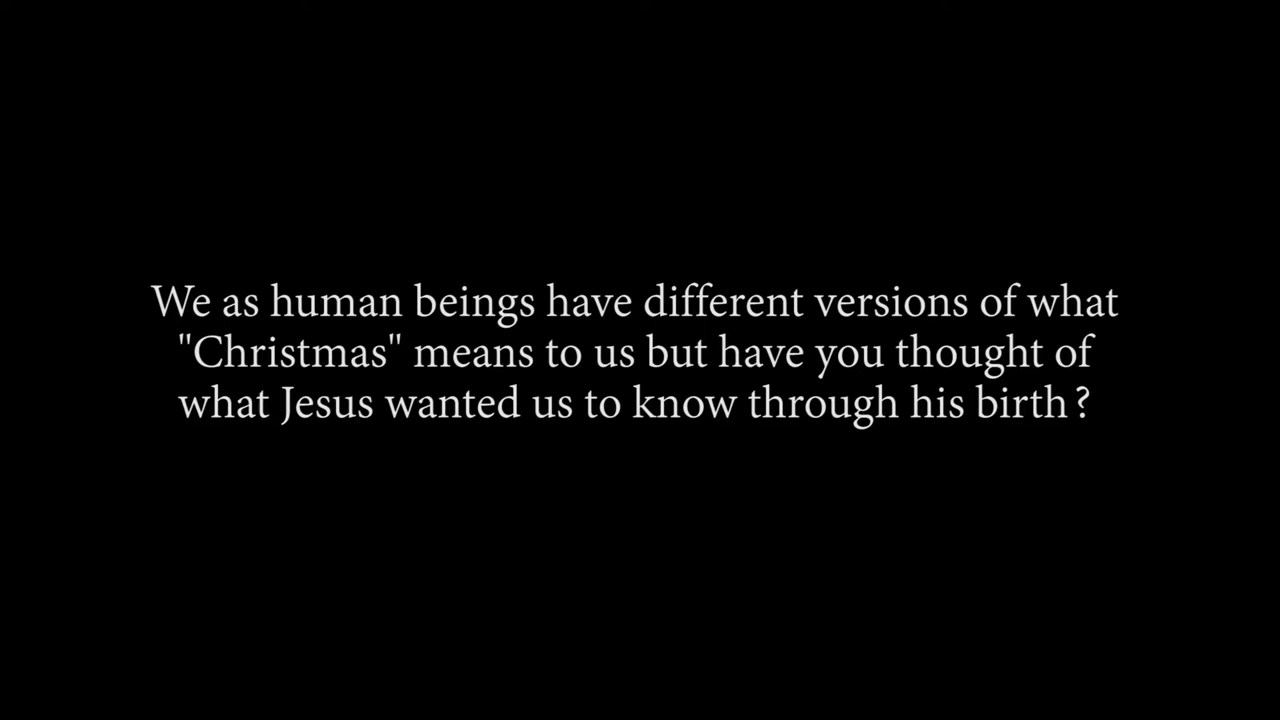 We as human beings have different versions of what
"Christmas" means to us but have you thought of
what Jesus wanted us to know through his birth ?